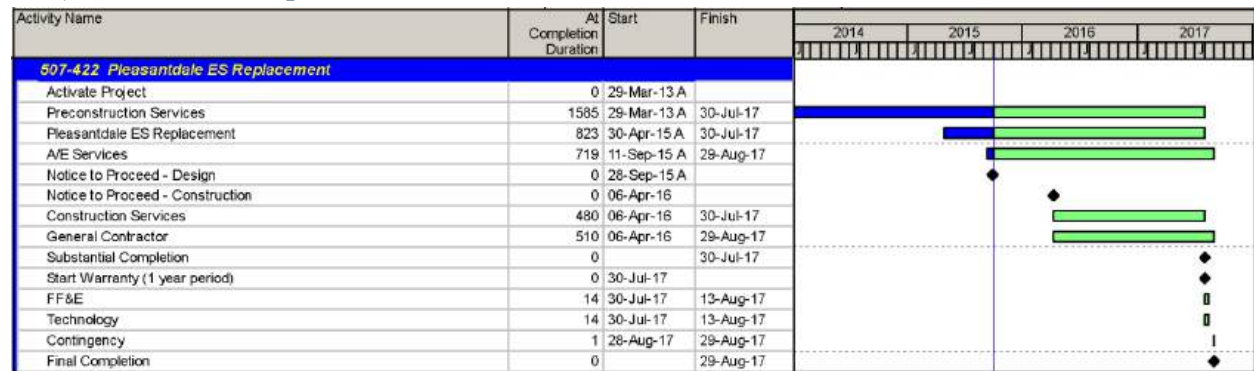 Activity Name At Completion Duration Start Finish 2014 2015 2016 2017
J J J J J J J
507-422 Pleasantdale ES Replacement
Activate Project 0 29-Mar-13 A
Preconstruction Services 1585 29-Mar-13 A 30-Jul-17
Pleasantdale ES Replacement 823 30-Apr-15 A 30-Jul-17
A/E Services 719 11-Sep-15 A 29-Aug-17
Notice to Proceed - Design 0 28-Sep-15 A
Notice to Proceed - Construction 0 06-Apr-16
Construction Services 480 06-Apr-16 30-Jul-17
General Contractor 510 06-Apr-16 29-Aug-17
Substantial Completion 0 30-Jul-17
Start Warranty (1 year period) 0 30-Jul-17
FF&E 14 30-Jul-17 13-Aug-17
Technology 14 30-Jul-17 13-Aug-17
Contingency 1 28-Aug-17 29-Aug-17
Final Completion 0 29-Aug-17